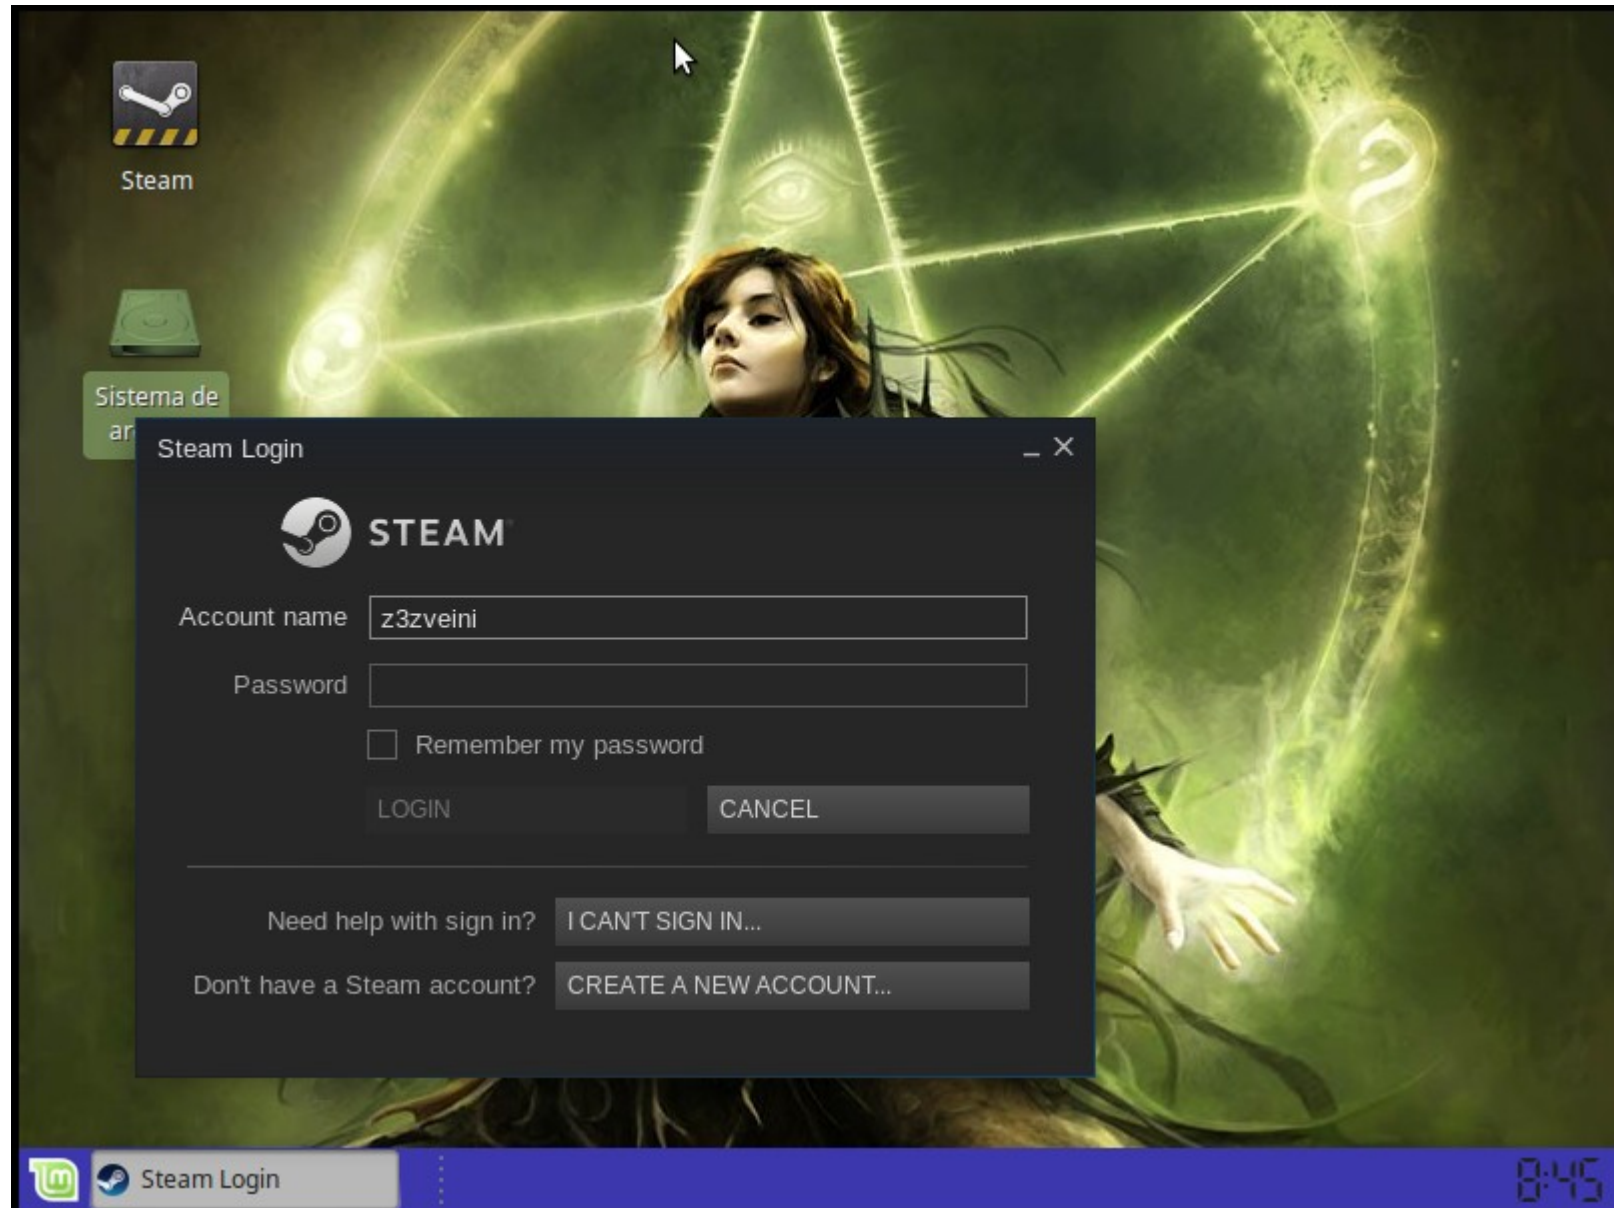 Steam
Sistema de
Steam Login
STEAM
Account name z3zveini
Password
Remember my password
LOGIN CANCEL
Need help with sign in? I CAN'T SIGN IN...
Don't have a Steam account? CREATE A NEW ACCOUNT...
Steam Login 8:45